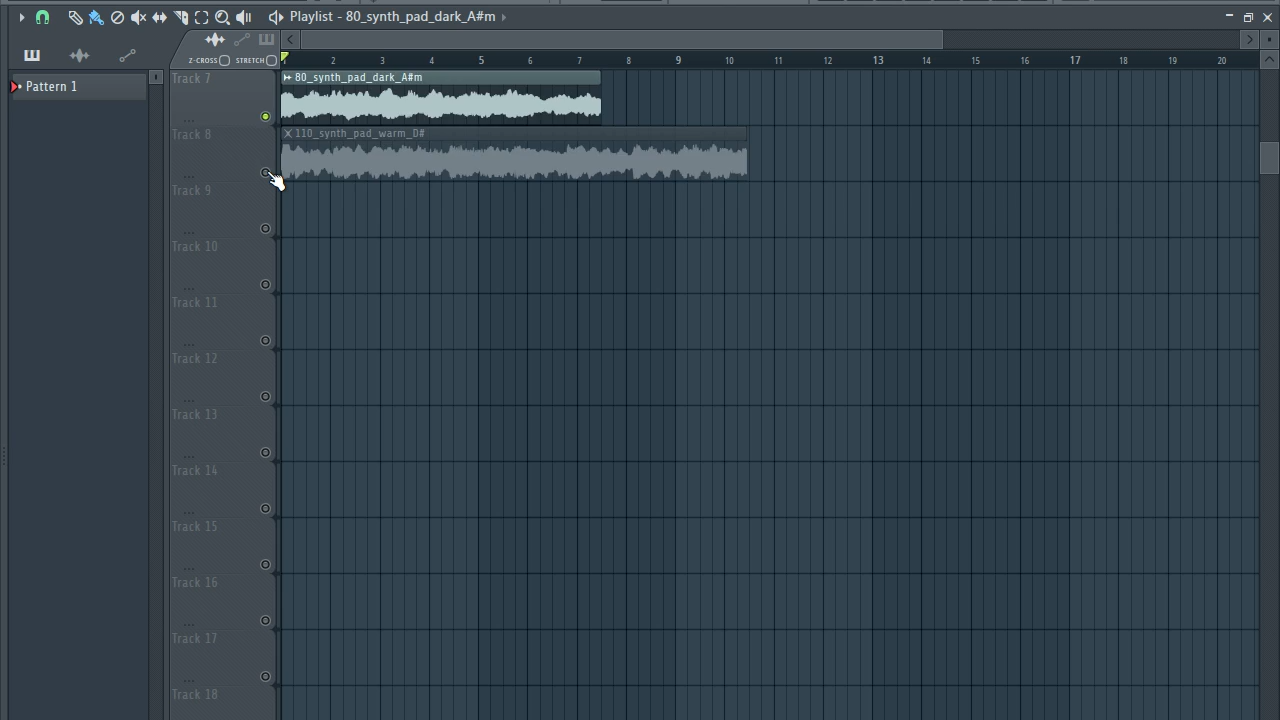 Playlist - 80_synth_pad_dark_A#m
Z-CROSS STRETCH
1 2 3 4 5 6 7 8 9 10 11 12 13 14 15 16 17 18 19 20
Pattern 1
Track 7
80_synth_pad_dark_A#m
Track 8
110_synth_pad_warm_D#
Track 9
Track 10
Track 11
Track 12
Track 13
Track 14
Track 15
Track 16
Track 17
Track 18